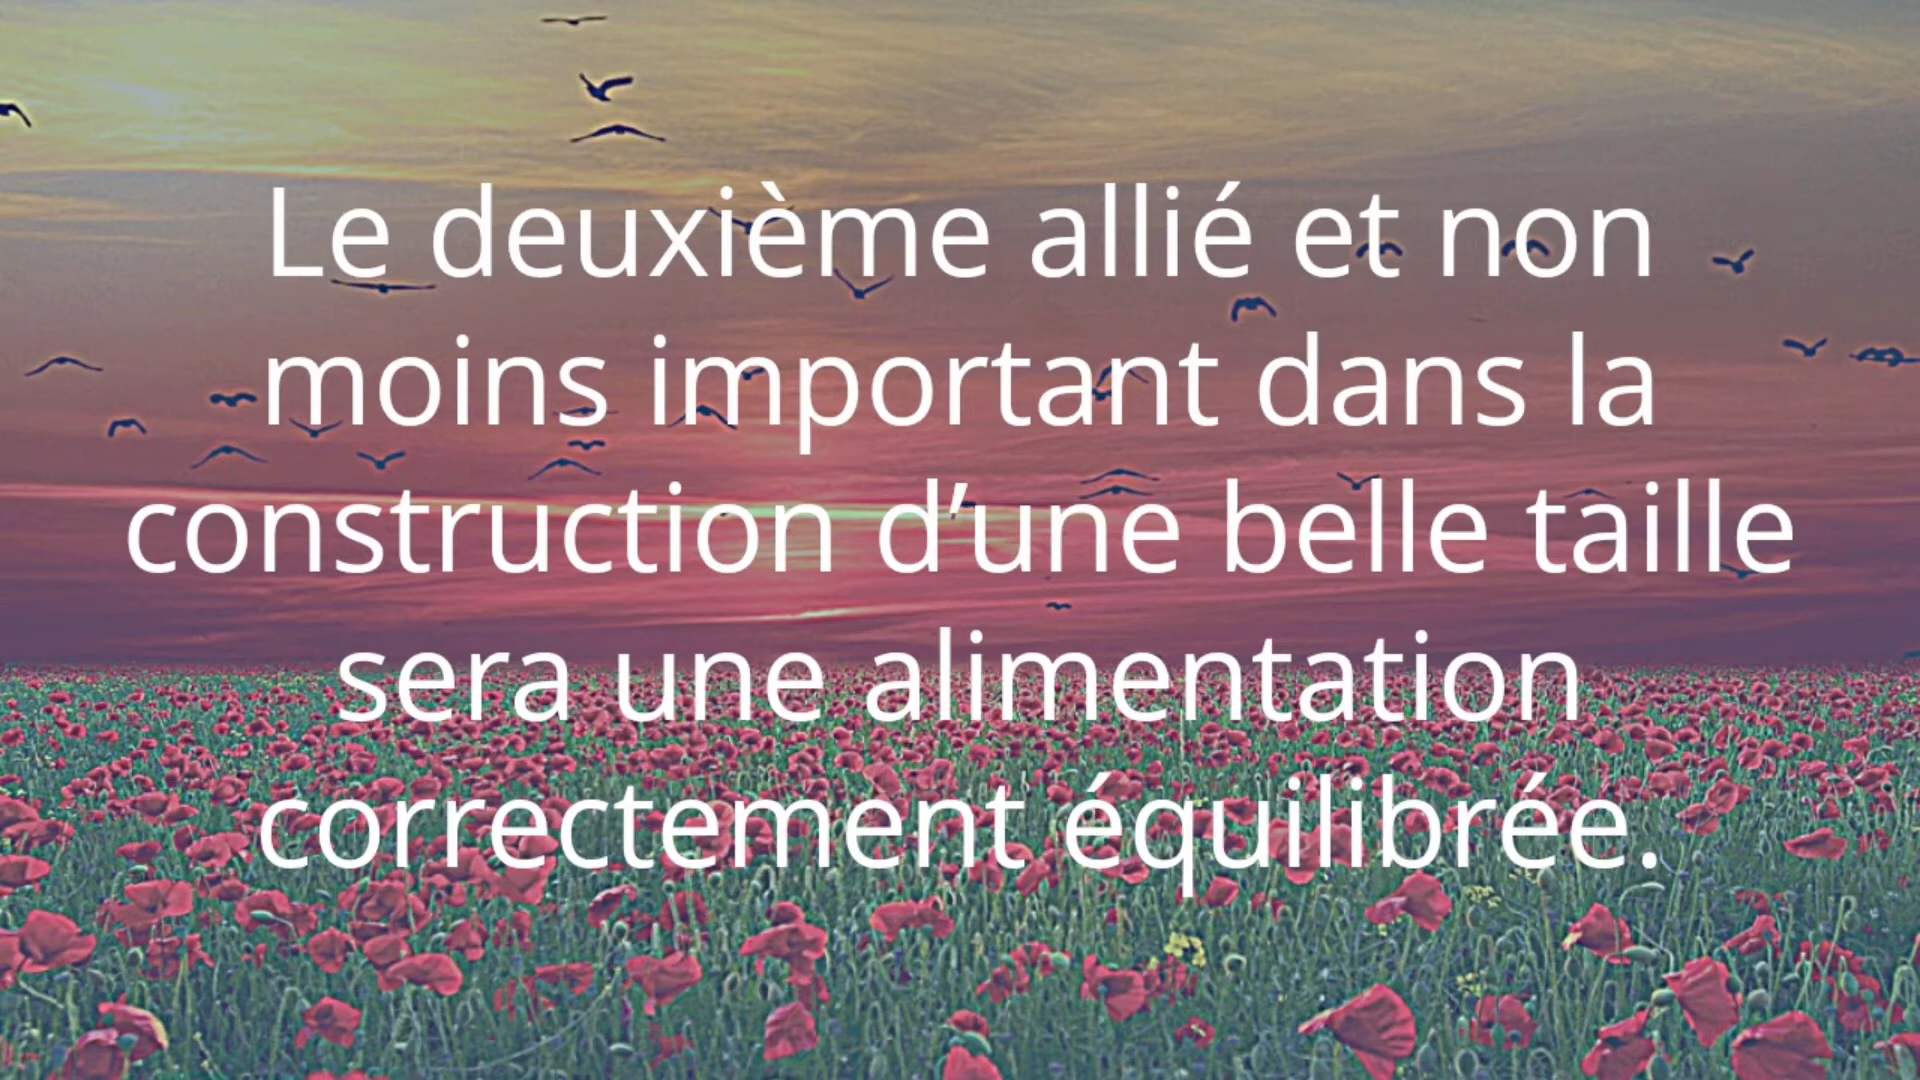 Le deuxième allié et non
moins important dans la
construction d’une belle taille
sera une alimentation
correctement équilibrée.